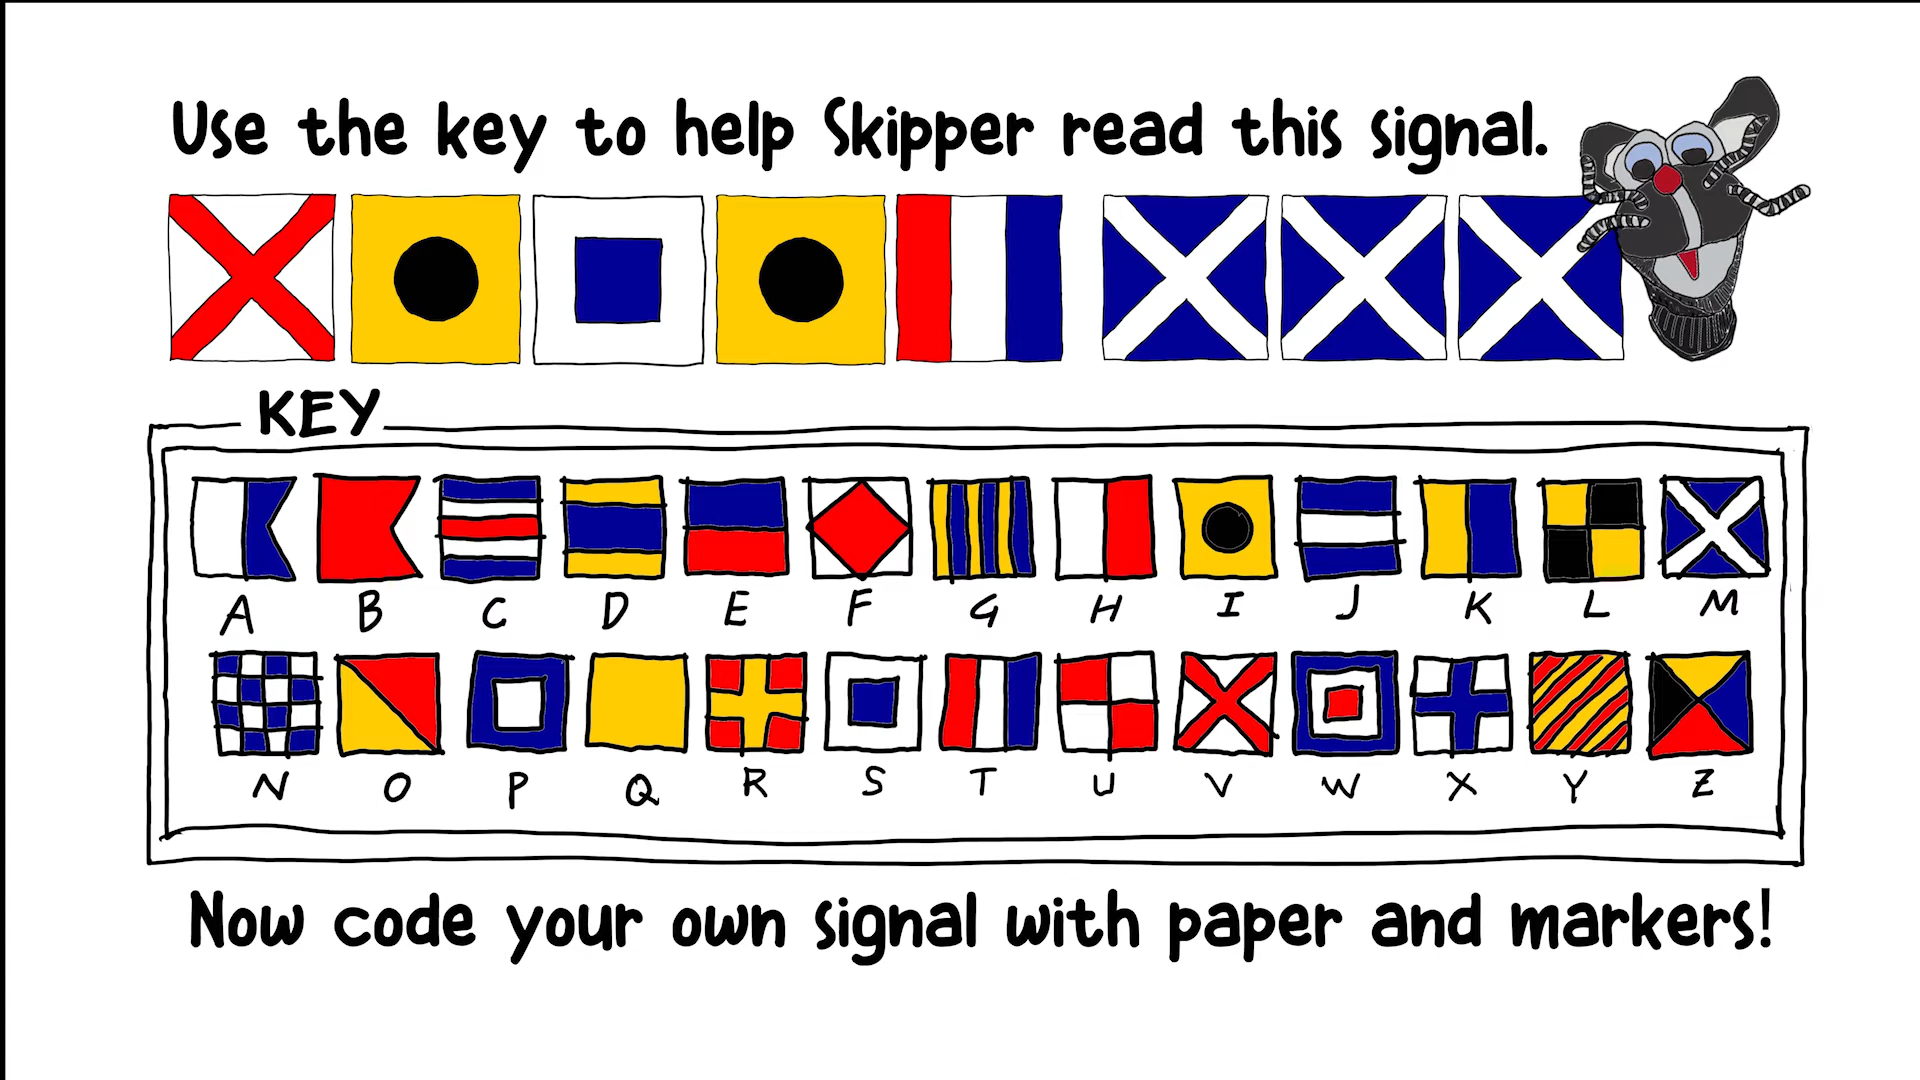 Use the key to help Skipper read this signal.
KEY
A B C D E F G H I J K L M
N O P Q R S T U V W X Y Z
Now code your own signal with paper and markers!